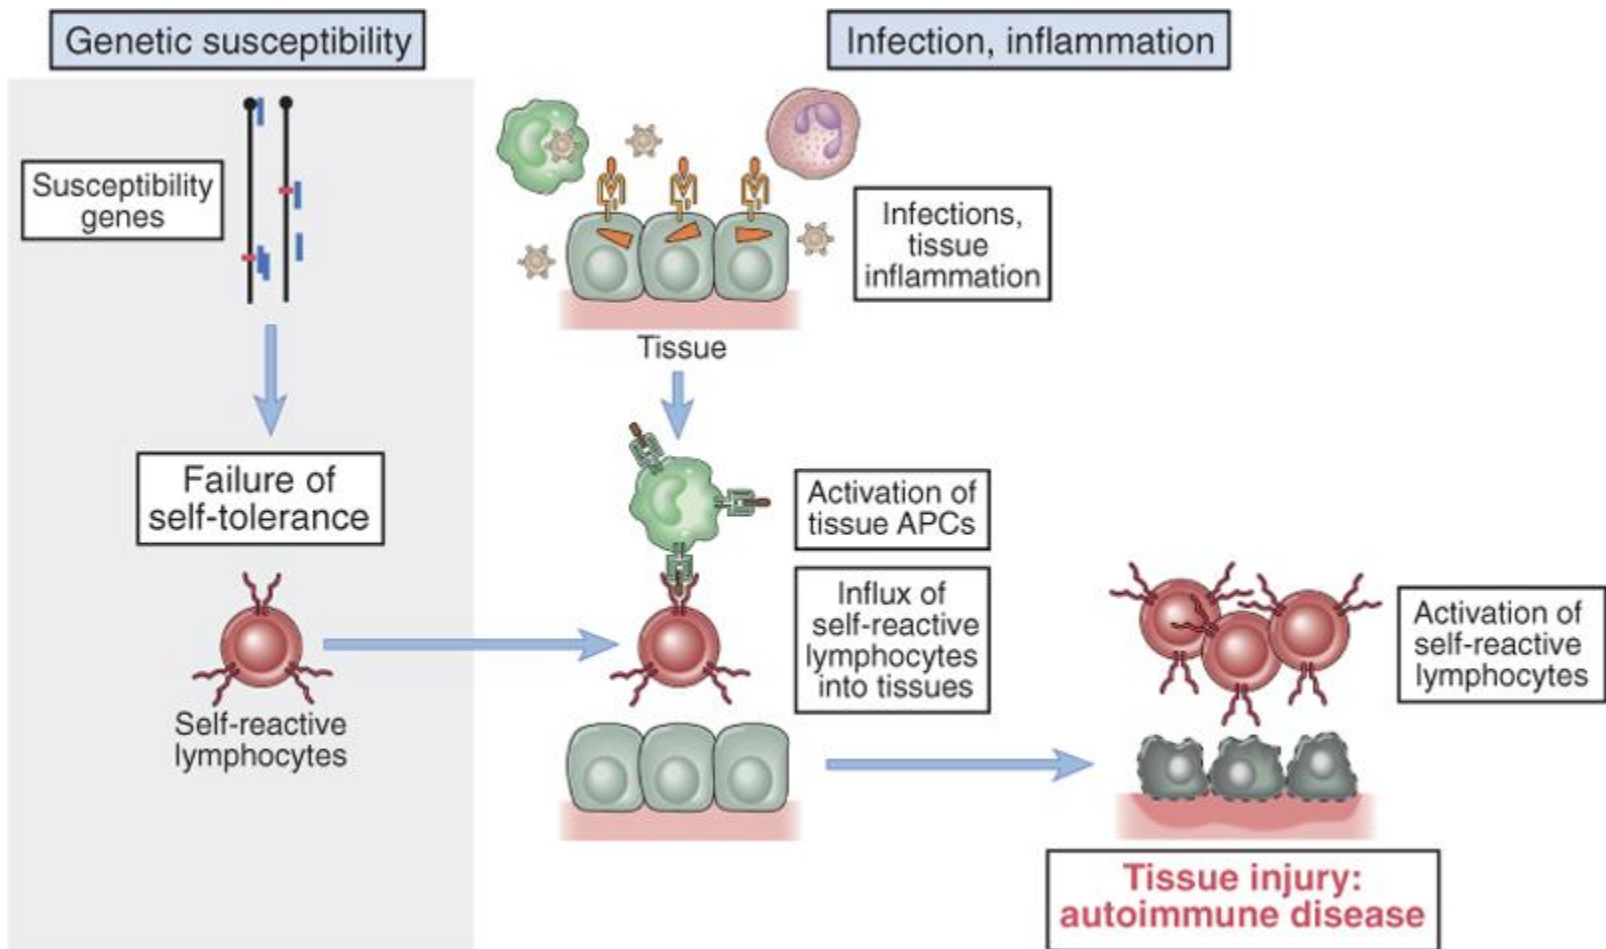 Genetic susceptibility
Infection, inflammation
Susceptibility
genes
Infections,
tissue
inflammation
Tissue
Failure of
self-tolerance
Activation of
tissue APCs
Influx of
self-reactive
lymphocytes
into tissues
Activation of
self-reactive
lymphocytes
Self-reactive
lymphocytes
Tissue injury:
autoimmune disease